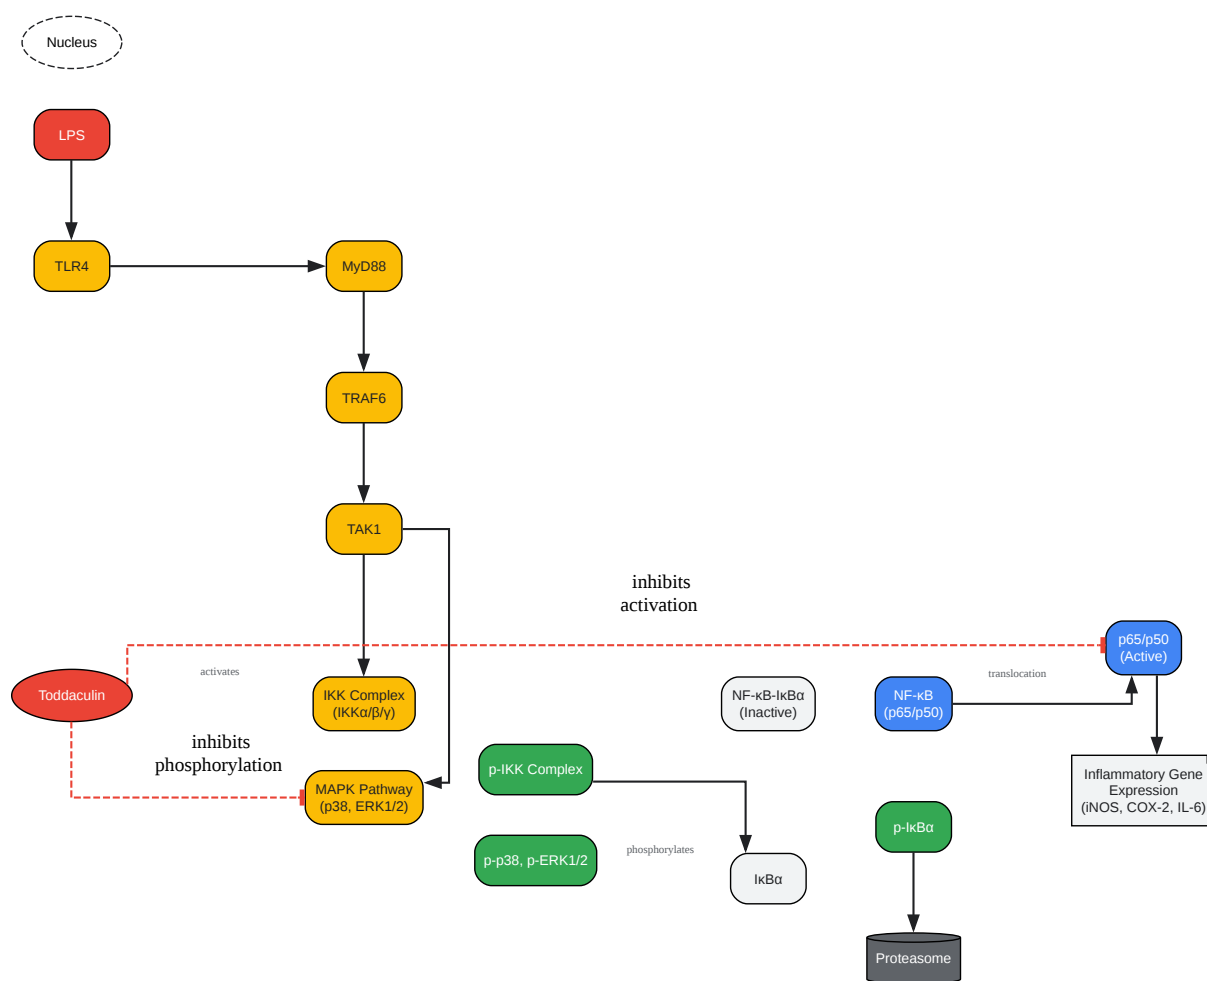 Nucleus
LPS
TLR4
MyD88
TRAF6
TAK1
inhibits
activation
p65/p50
(Active)
activates
translocation
Toddaculin
IKK Complex
(IKKα/β/γ)
NF-κB-IκBα
(Inactive)
NF-κB
(p65/p50)
inhibits
phosphorylation
p-IKK Complex
MAPK Pathway
(p38, ERK1/2)
Inflammatory Gene
Expression
(iNOS, COX-2, IL-6)
p-IκBα
p-p38, p-ERK1/2
phosphorylates
IκBα
Proteasome